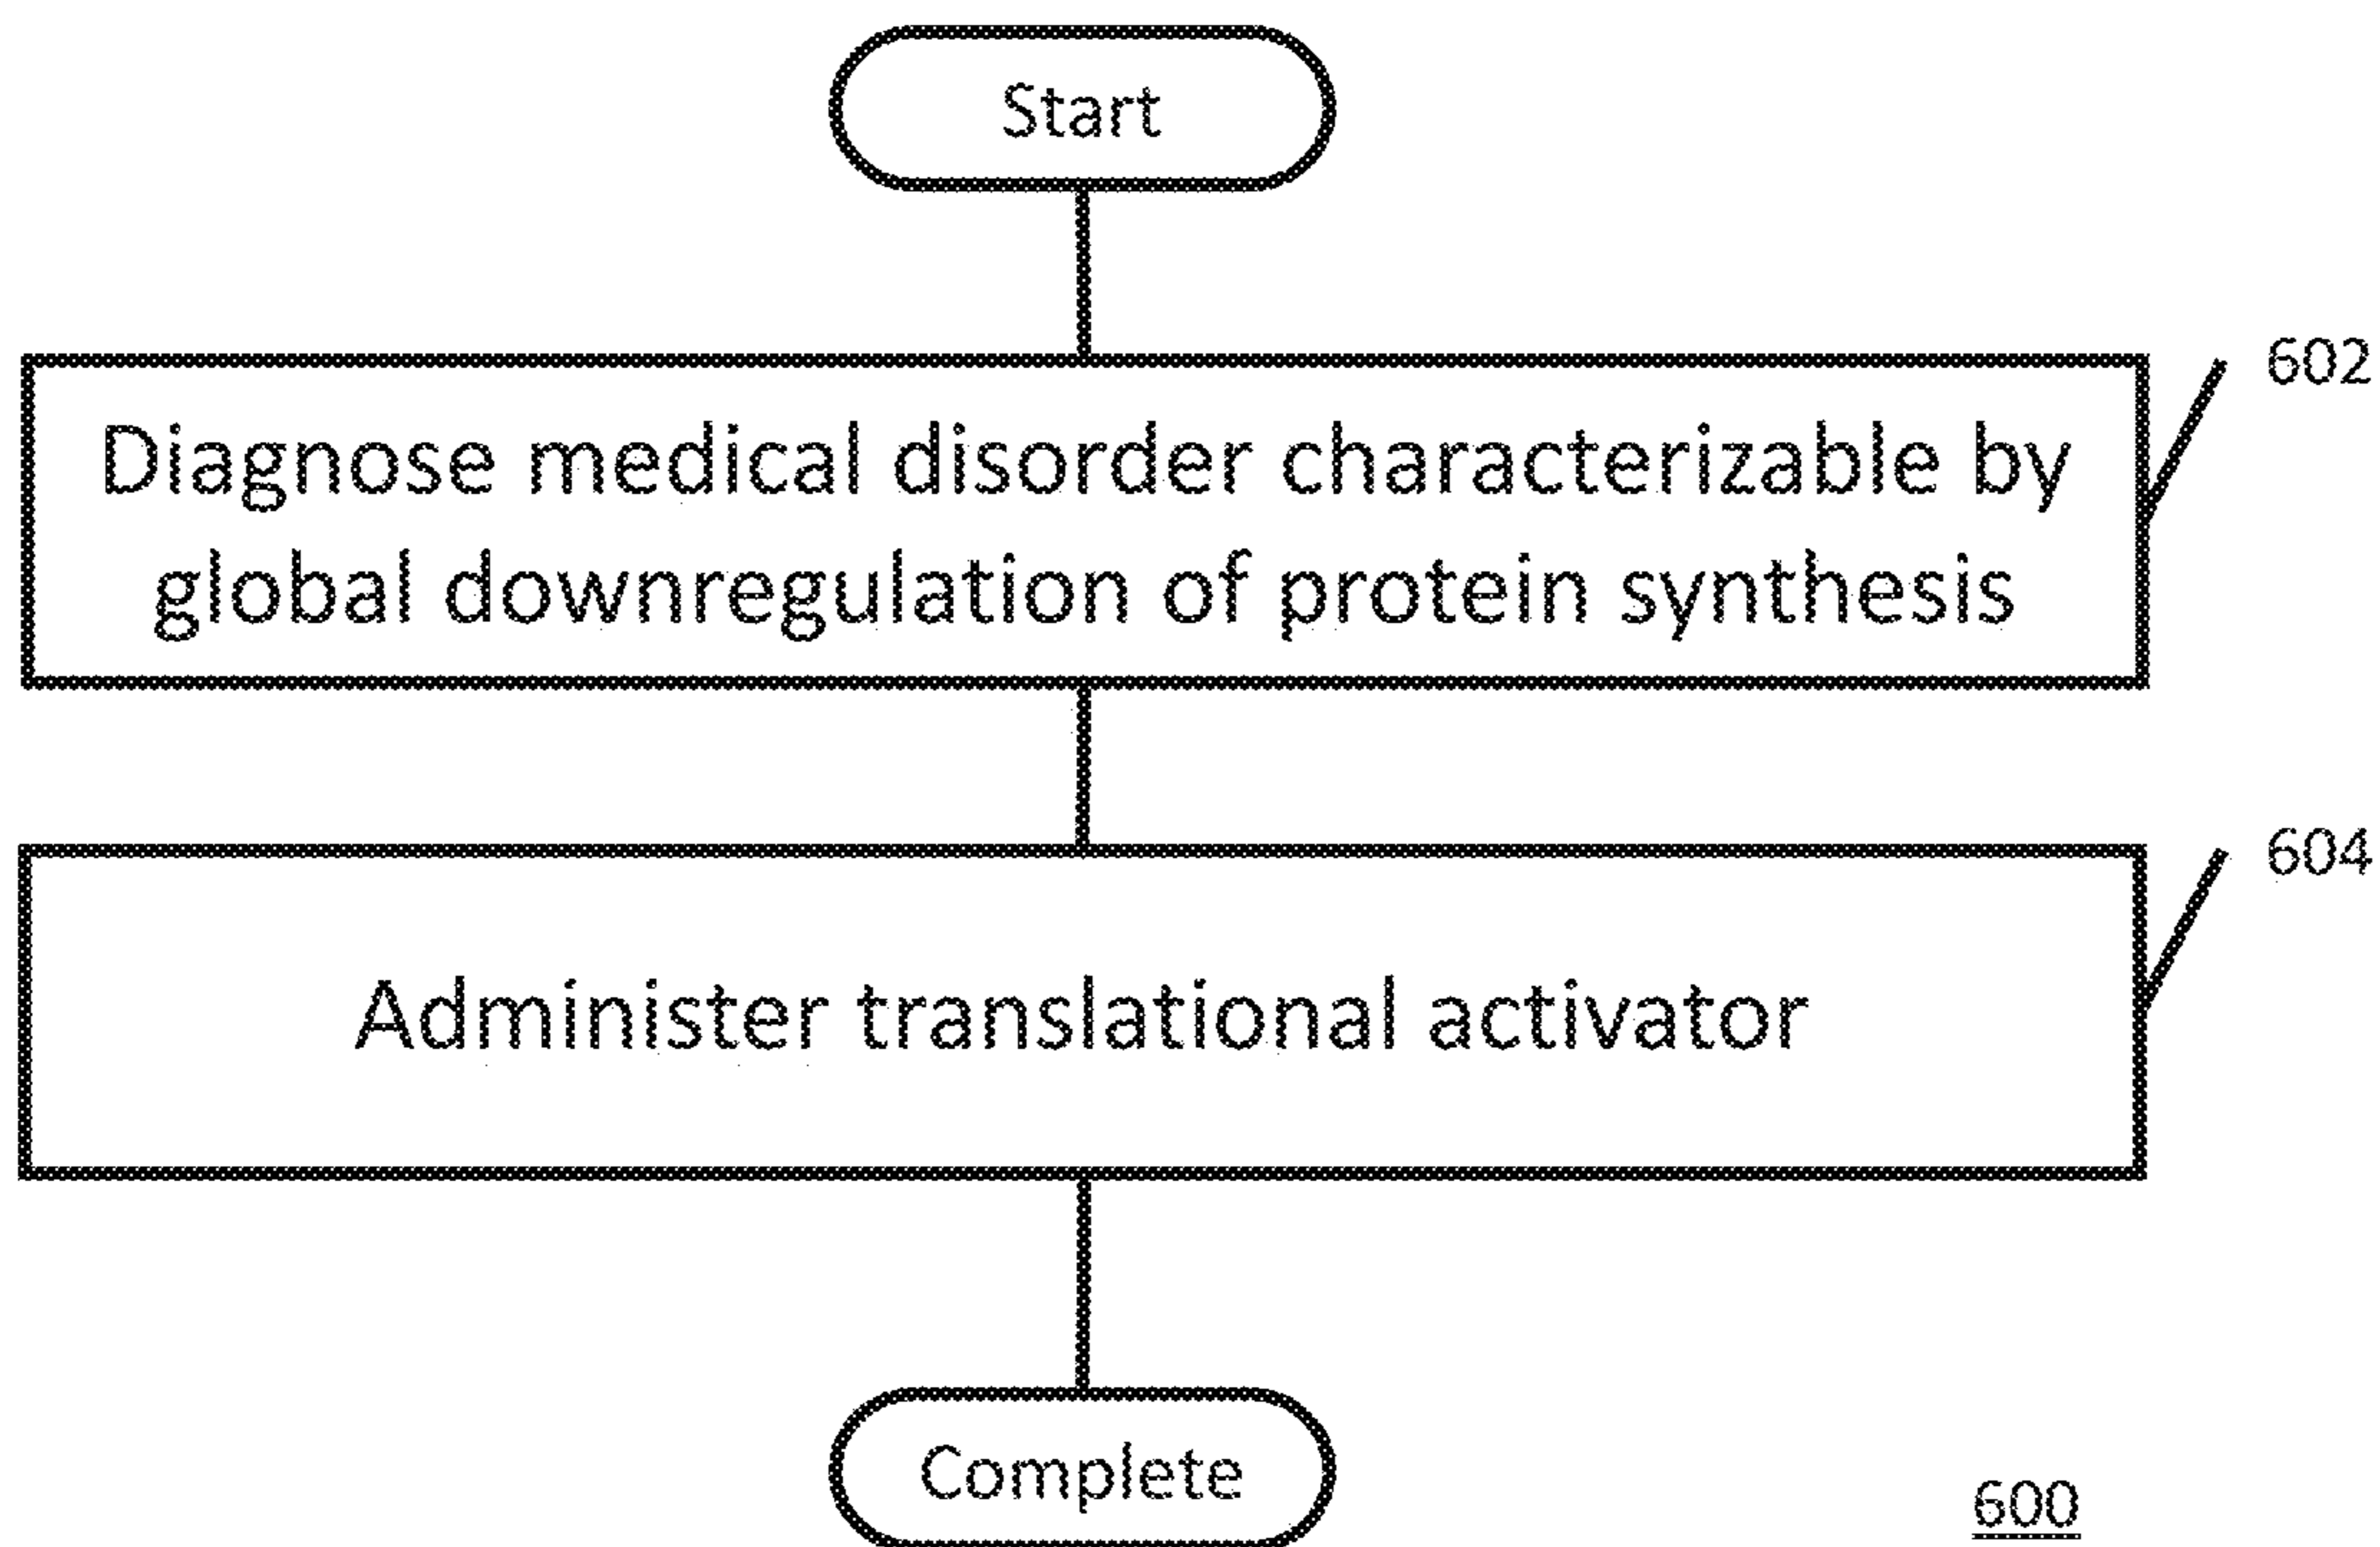 Start
602
Diagnose medical disorder characterizable by
global downregulation of protein synthesis
604
Administer translational activator
Complete
600